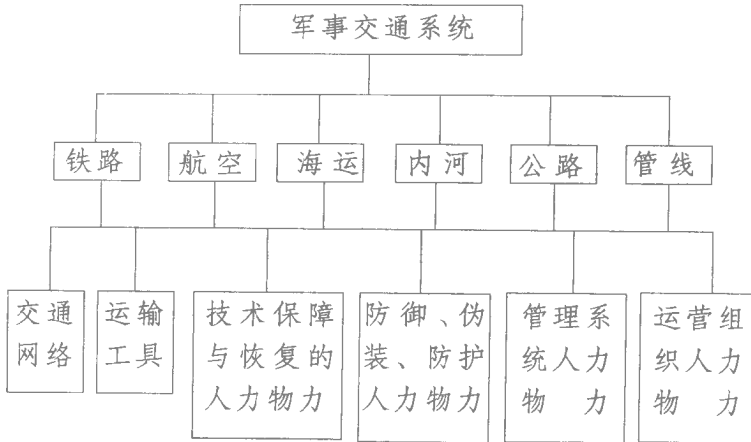 军事交通系统
铁路
航空
海运
内河
公路
管线
交通
网络
运输
工具
技术保障
与恢复的
人力物力
防御、伪
装、防护
人力物力
管理系
统人力
物力
运营组
织人力
物力